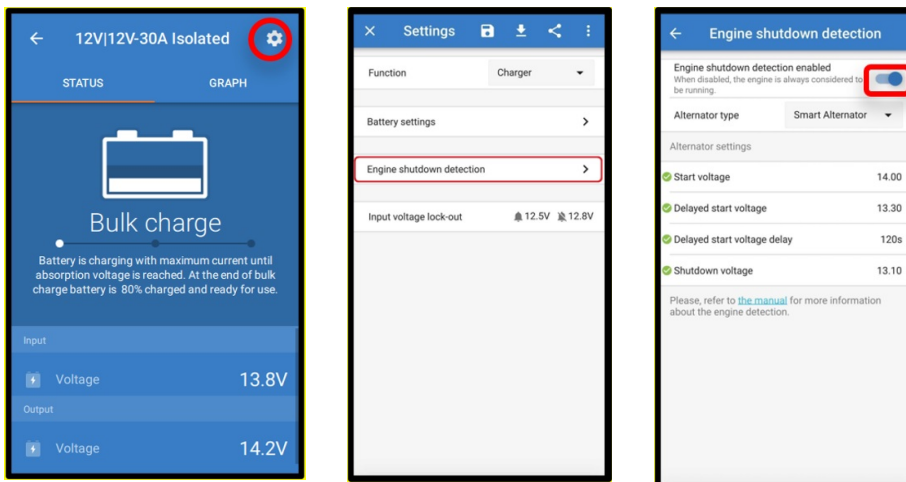 12V|12V-30A Isolated
STATUS GRAPH
Bulk charge
Battery is charging with maximum current until
absorption voltage is reached. At the end of bulk
charge battery is 80% charged and ready for use.
Input
Voltage 13.8V
Output
Voltage 14.2V
Settings
Function Charger
Battery settings
Engine shutdown detection
Input voltage lock-out 12.5V 12.8V
Engine shutdown detection
Engine shutdown detection enabled
When disabled, the engine is always considered to
be running.
Alternator type Smart Alternator
Alternator settings
Start voltage 14.00
Delayed start voltage 13.30
Delayed start voltage delay 120s
Shutdown voltage 13.10
Please, refer to the manual for more information
about the engine detection.